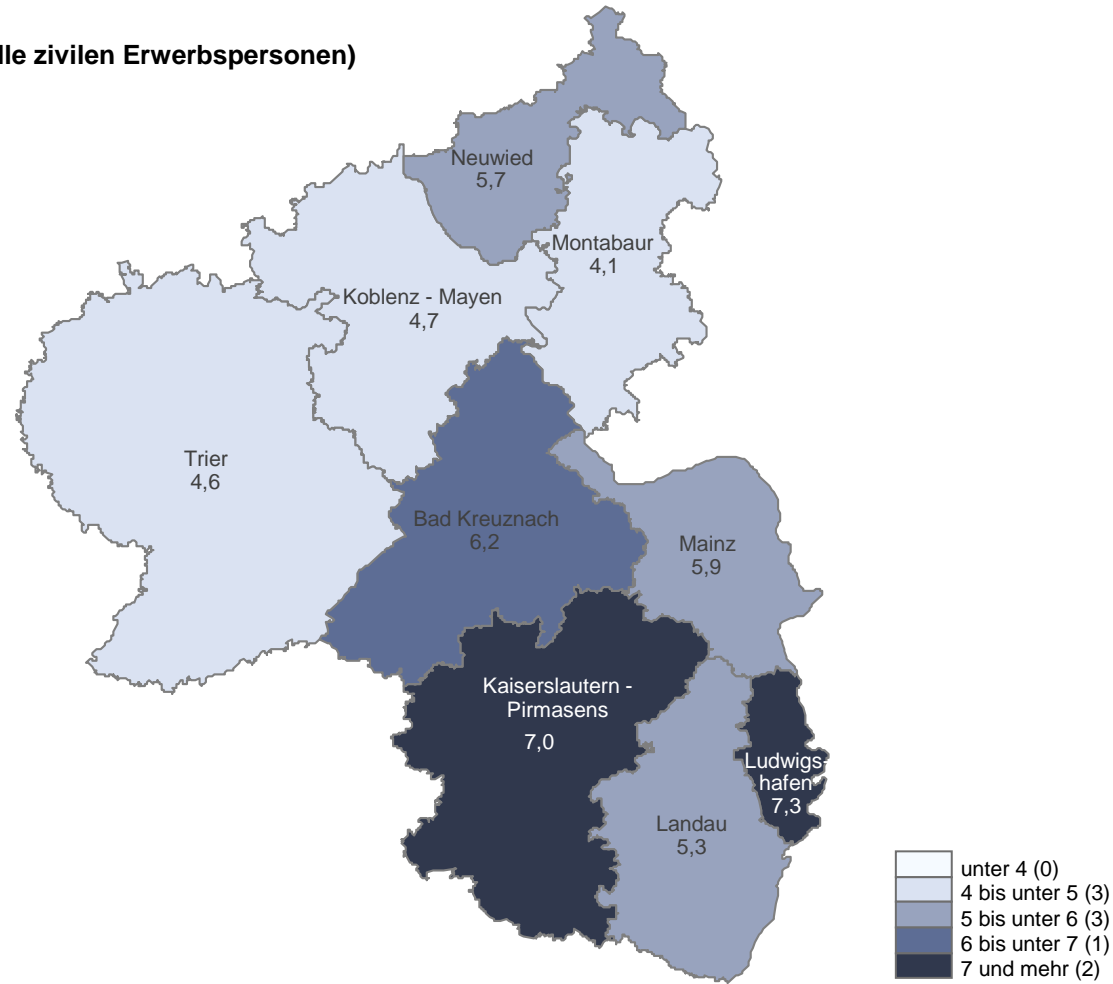 lle zivilen Erwerbspersonen)
Neuwied
5,7
Montabaur
4,1
Koblenz - Mayen
4,7
Trier
4,6
Bad Kreuznach
6,2
Mainz
5,9
Kaiserslautern -
Pirmasens
7,0
Ludwigs-
hafen
7,3
Landau
5,3
unter 4 (0)
4 bis unter 5 (3)
5 bis unter 6 (3)
6 bis unter 7 (1)
7 und mehr (2)